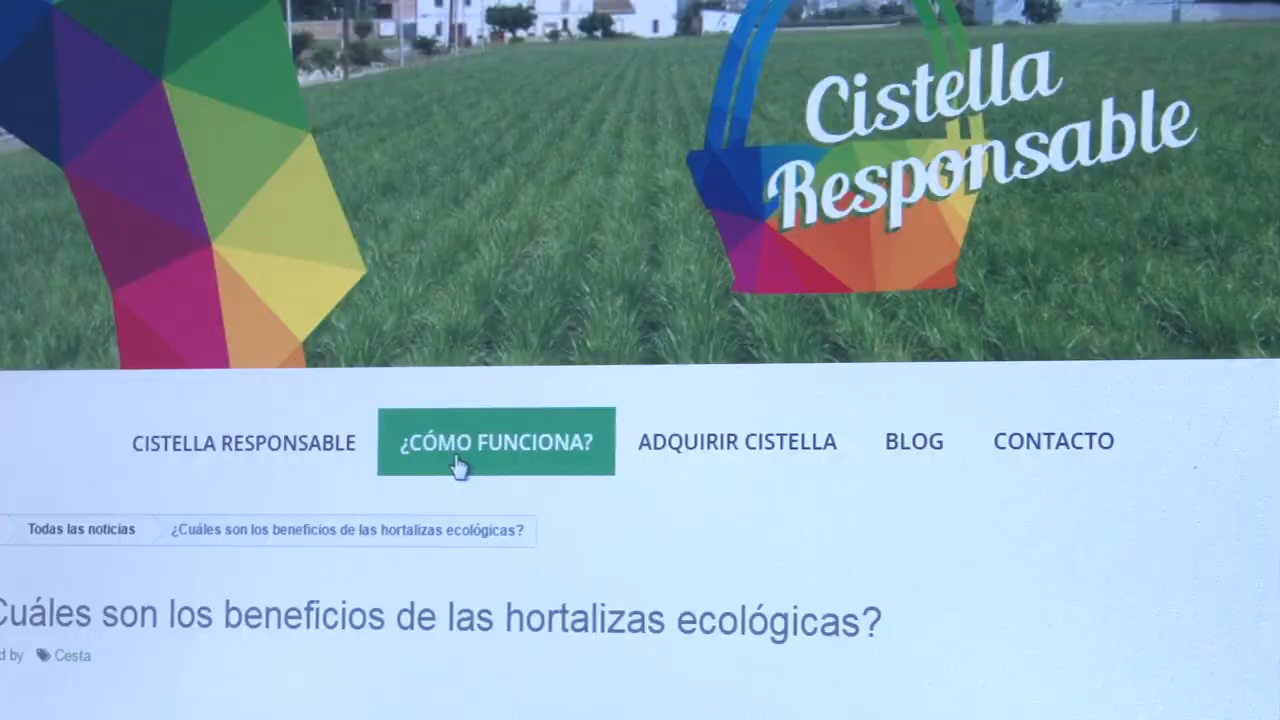 Cistella
Responsable
CISTELLA RESPONSABLE
¿CÓMO FUNCIONA?
ADQUIRIR CISTELLA
BLOG
CONTACTO
Todas las noticias
¿Cuáles son los beneficios de las hortalizas ecológicas?
Cuáles son los beneficios de las hortalizas ecológicas?
d by
Cesta